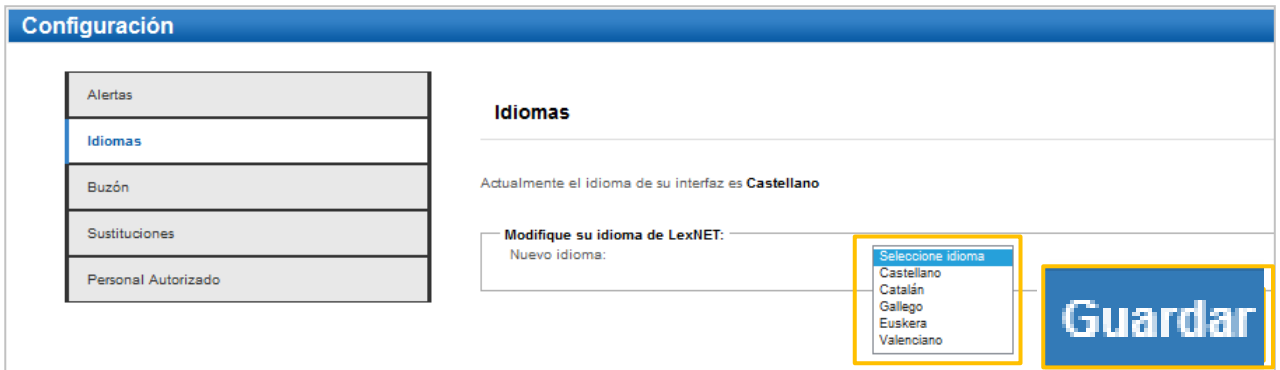 Configuración
Alertas
Idiomas
Buzón
Sustituciones
Personal Autorizado
Idiomas
Actualmente el idioma de su interfaz es Castellano
Modifique su idioma de LexNET:
Nuevo idioma:
Seleccione idioma
Castellano
Catalán
Gallego
Euskera
Valenciano
Guardar